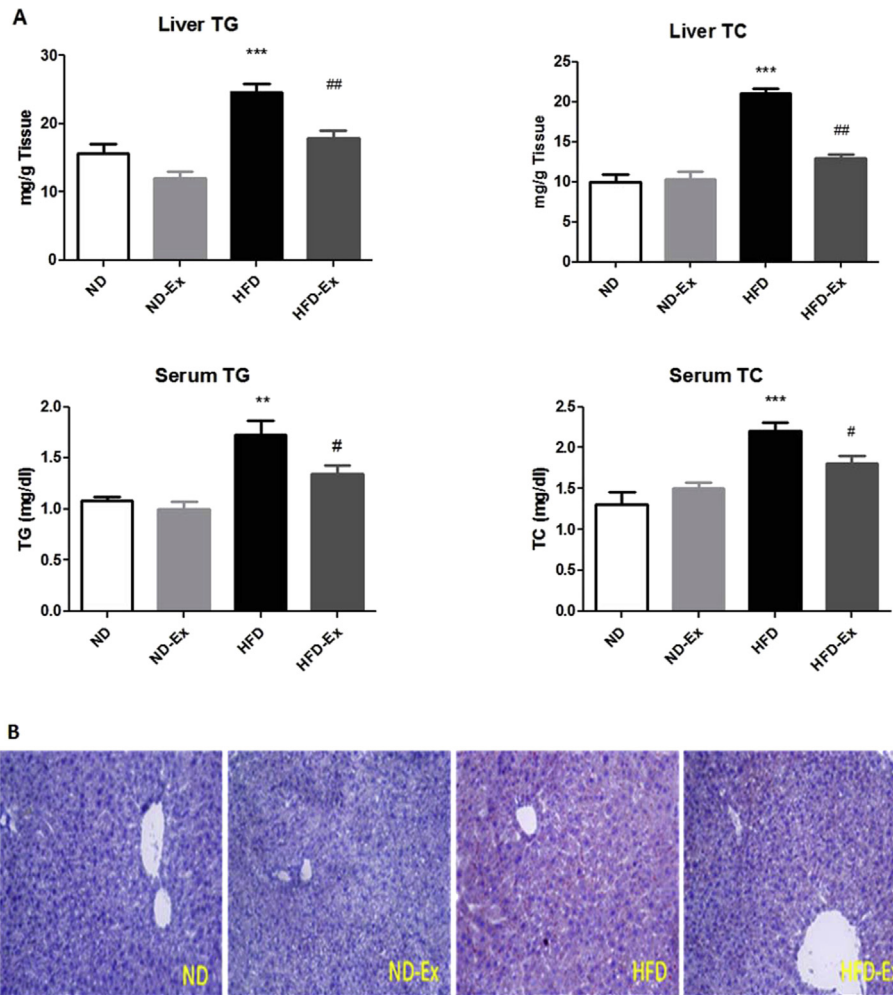 A
Liver TG
mg/g Tissue
30
20
10
0
***
##
ND
ND-Ex
HFD
HFD-Ex
Liver TC
mg/g Tissue
25
20
15
10
5
0
***
##
ND
ND-Ex
HFD
HFD-Ex
Serum TG
TG (mg/dl)
2.0
1.5
1.0
0.5
0.0
**
#
ND
ND-Ex
HFD
HFD-Ex
Serum TC
TC (mg/dl)
2.5
2.0
1.5
1.0
0.5
0.0
***
#
ND
ND-Ex
HFD
HFD-Ex
B
ND
ND-Ex
HFD
HFD-E